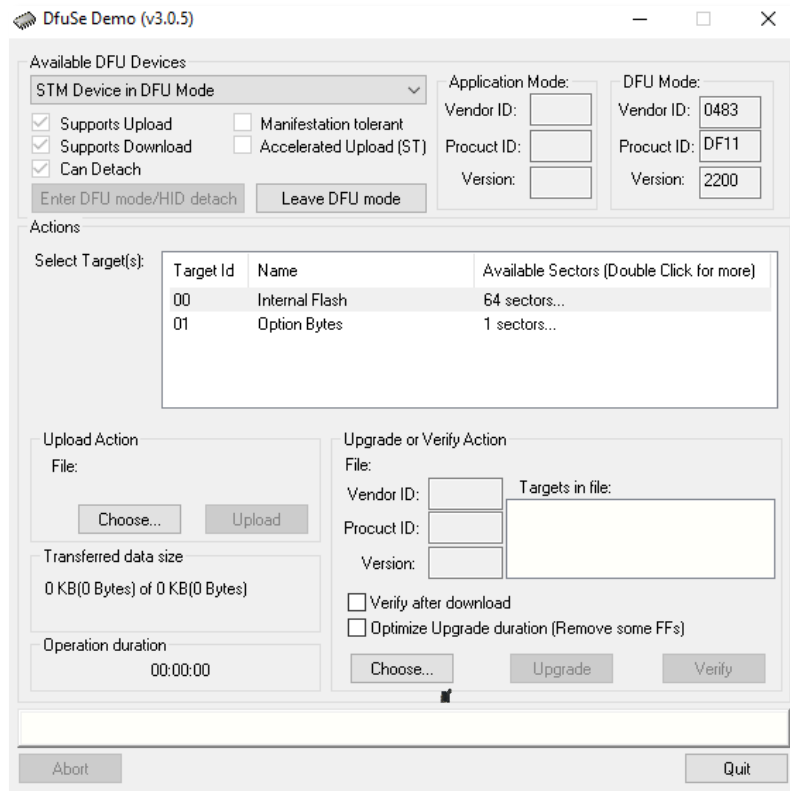 DfuSe Demo (v3.0.5)
Available DFU Devices
STM Device in DFU Mode
Supports Upload
Manifestation tolerant
Supports Download
Accelerated Upload (ST)
Can Detach
Enter DFU mode/HID detach
Leave DFU mode
Application Mode:
Vendor ID:
Procuct ID:
Version:
DFU Mode:
Vendor ID: 0483
Procuct ID: DF11
Version: 2200
Actions
Select Target(s):
Target Id Name Available Sectors (Double Click for more)
00 Internal Flash 64 sectors...
01 Option Bytes 1 sectors...
Upload Action
File:
Choose... Upload
Transferred data size
0 KB(0 Bytes) of 0 KB(0 Bytes)
Operation duration
00:00:00
Upgrade or Verify Action
File:
Vendor ID:
Procuct ID:
Version:
Targets in file:
Verify after download
Optimize Upgrade duration (Remove some FFs)
Choose... Upgrade Verify
Abort Quit